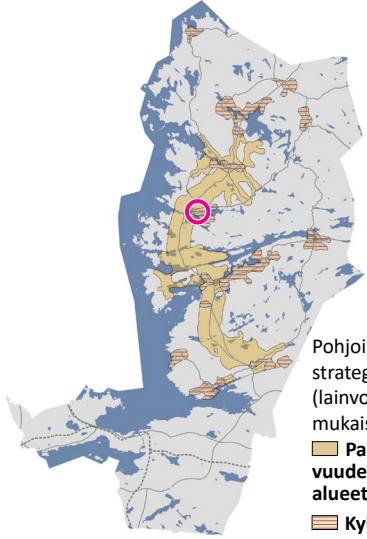 Pohjoi
strateg
(lainvo
mukais
Pa
vuude
alueet
Kyl